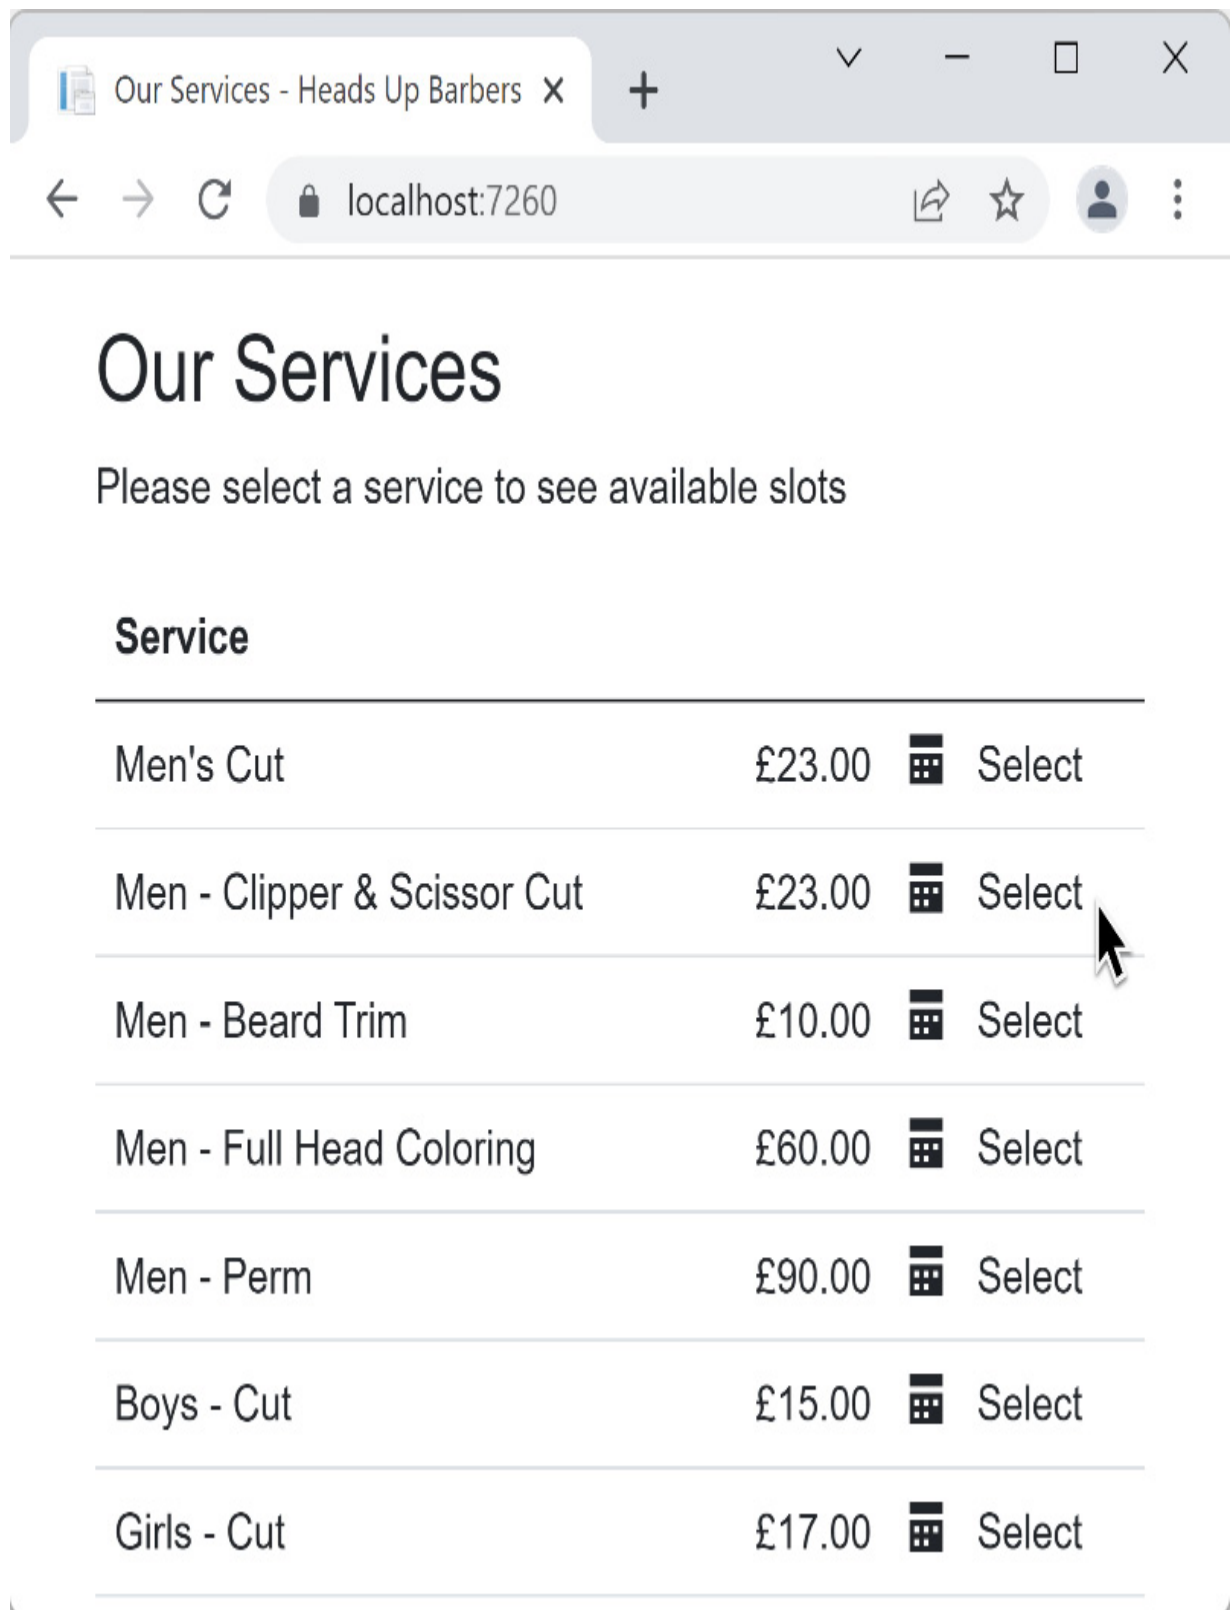 Our Services - Heads Up Barbers
localhost:7260
Our Services
Please select a service to see available slots
Service
Men's Cut £23.00 Select
Men - Clipper & Scissor Cut £23.00 Select
Men - Beard Trim £10.00 Select
Men - Full Head Coloring £60.00 Select
Men - Perm £90.00 Select
Boys - Cut £15.00 Select
Girls - Cut £17.00 Select